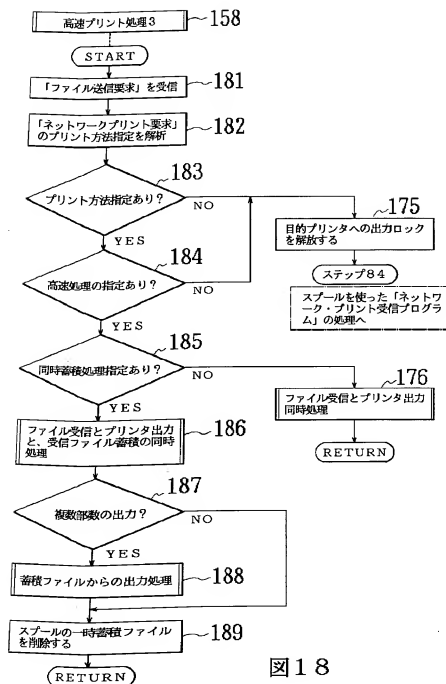 高速プリント処理3
158
START
「ファイル送信要求」を受信
181
「ネットワークプリント要求」
のプリント方法指定を解析
182
183
プリント方法指定あり?
NO
YES
175
目的プリンタへの出力ロック
を解放する
184
高速処理の指定あり?
NO
YES
ステップ84
スプールを使った「ネットワ
ーク・プリント受信プログラ
ム」の処理へ
185
同時蓄積処理指定あり?
NO
YES
176
ファイル受信とプリンタ出力
同時処理
RETURN
ファイル受信とプリンタ出力
と、受信ファイル蓄積の同時
処理
186
187
複数部数の出力?
NO
YES
蓄積ファイルからの出力処理
188
スプールの一時蓄積ファイル
を削除する
189
RETURN
図18